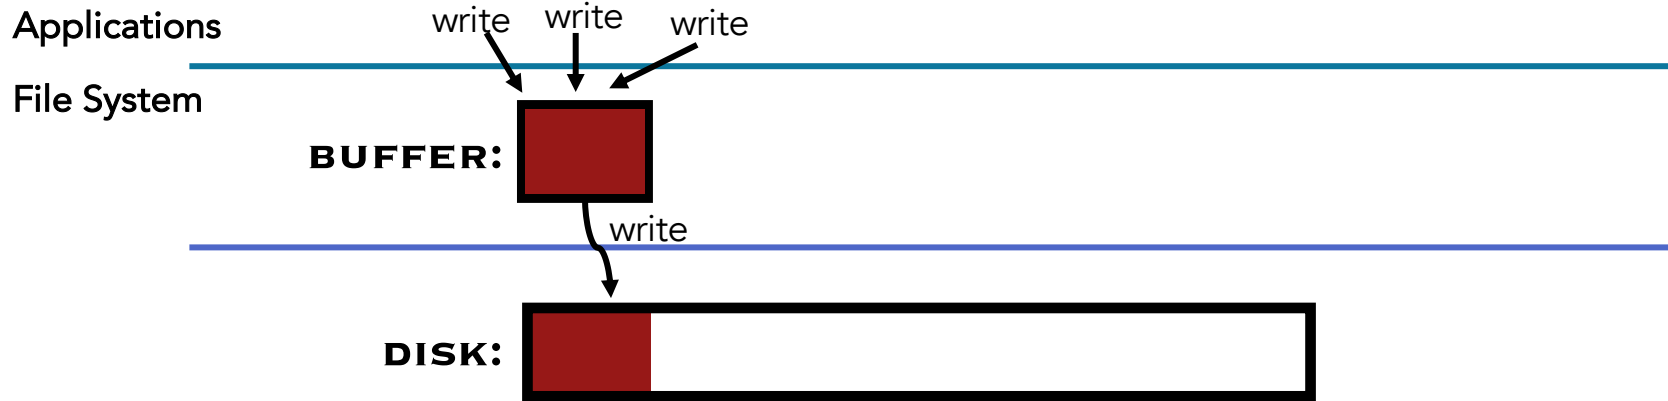 Applications
write write write
File System
BUFFER:
write
DISK: